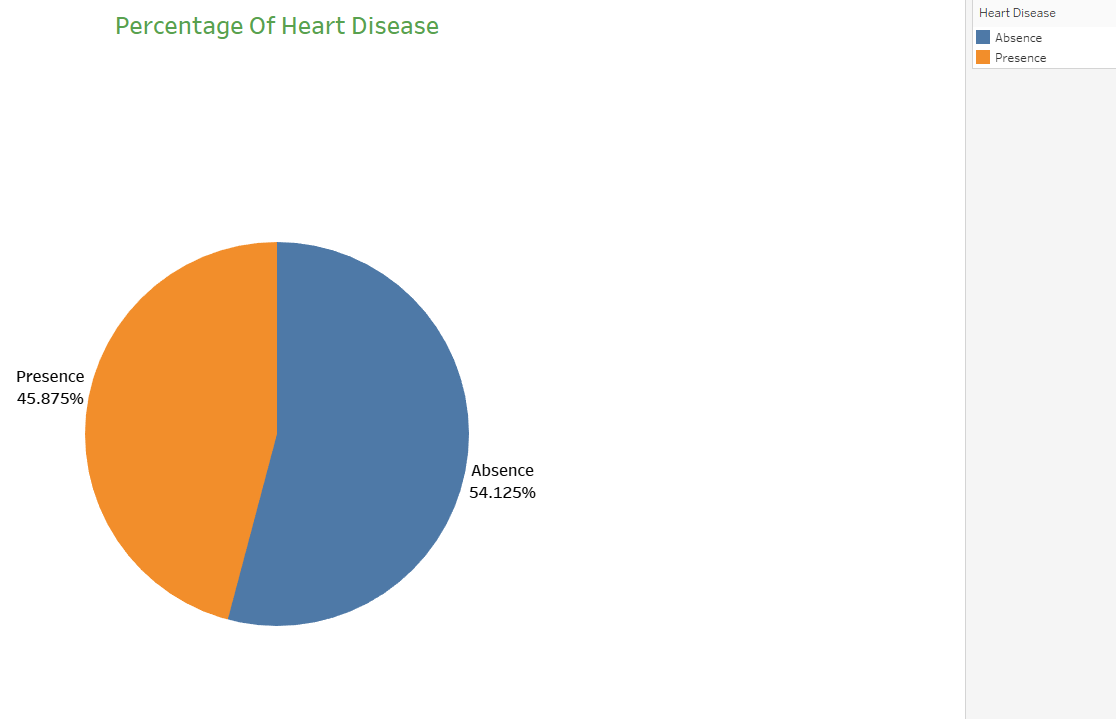 Percentage Of Heart Disease
Heart Disease
Absence
Presence
Presence
45.875%
Absence
54.125%